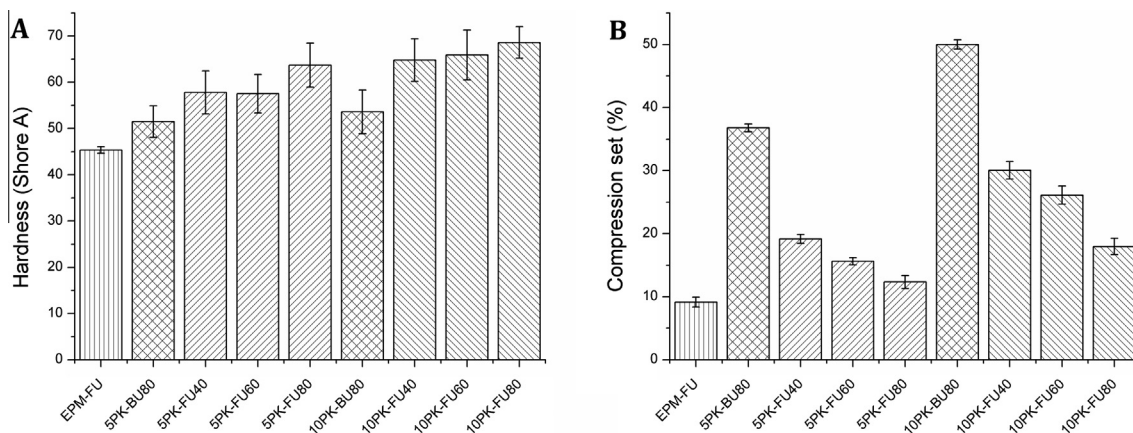 A
Hardness (Shore A)
70
60
50
40
30
20
10
0
EPM-FU
5PK-BU80
5PK-FU40
5PK-FU60
5PK-FU80
10PK-BU80
10PK-FU40
10PK-FU60
10PK-FU80
B
Compression set (%)
50
40
30
20
10
0
EPM-FU
5PK-BU80
5PK-FU40
5PK-FU60
5PK-FU80
10PK-BU80
10PK-FU40
10PK-FU60
10PK-FU80